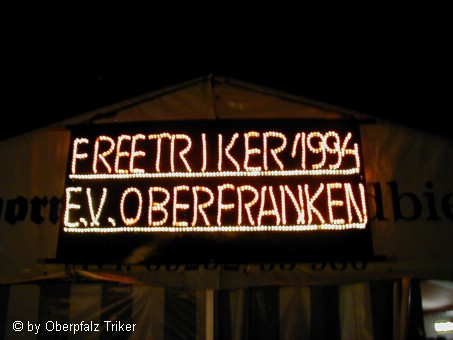 FREETRIKER'1994
E.V. OBERFRANKEN
© by Oberpfalz Triker